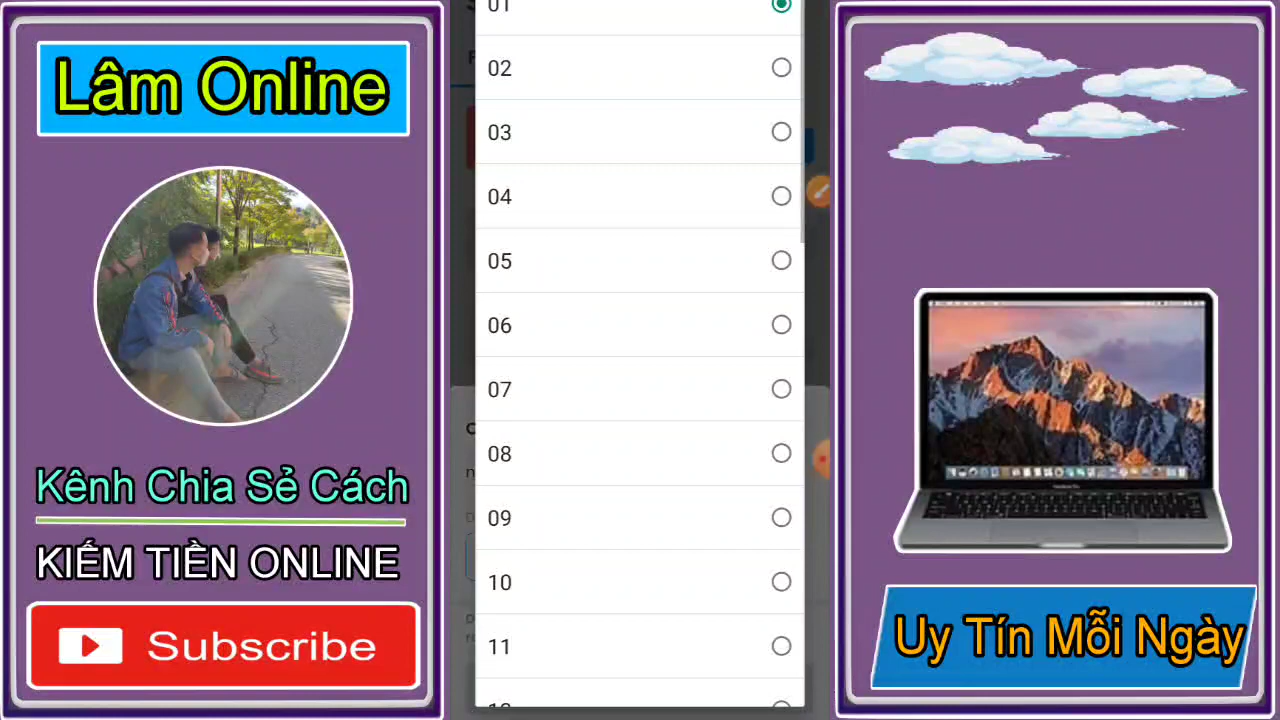 Lâm Online
Kênh Chia Sẻ Cách
KIẾM TIỀN ONLINE
Subscribe
01
02
03
04
05
06
07
08
09
10
11
Uy Tín Mỗi Ngày